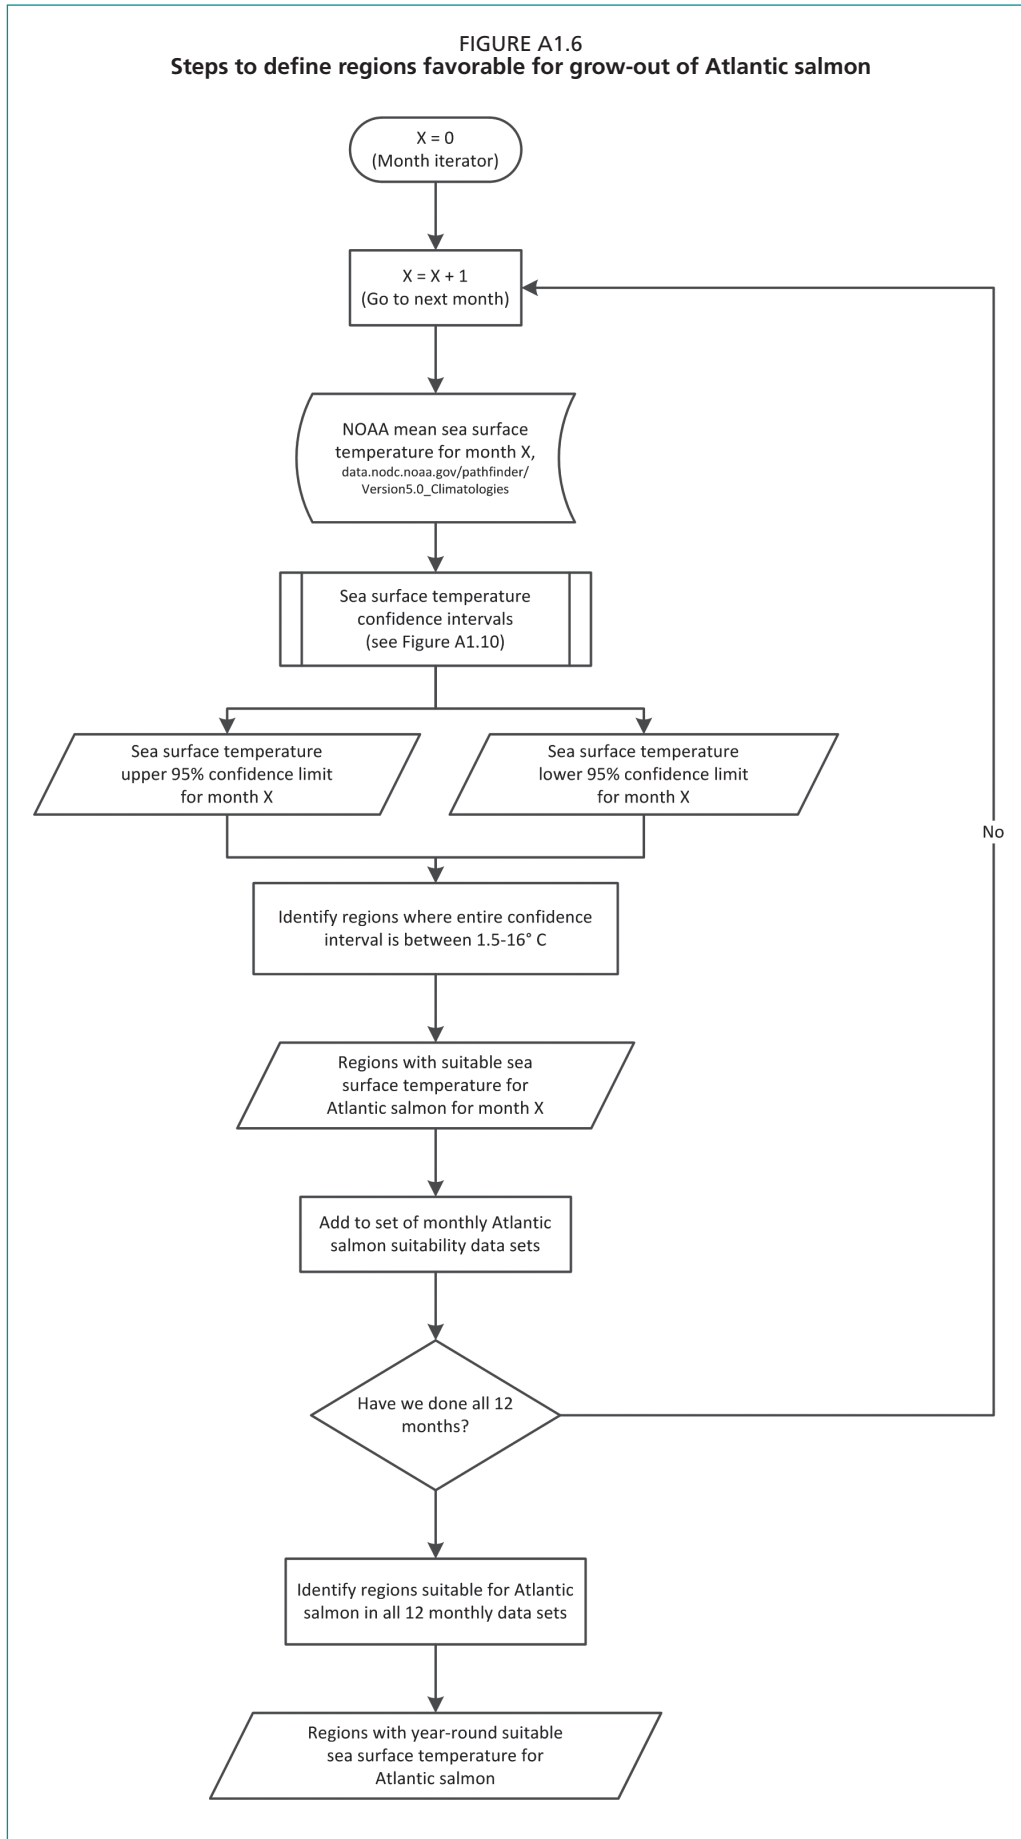 FIGURE A1.6
Steps to define regions favorable for grow-out of Atlantic salmon
X = 0
(Month iterator)
X = X + 1
(Go to next month)
NOAA mean sea surface
temperature for month X,
data.nodc.noaa.gov/pathfinder/
Version5.0_Climatologies
Sea surface temperature
confidence intervals
(see Figure A1.10)
Sea surface temperature
upper 95% confidence limit
for month X
Sea surface temperature
lower 95% confidence limit
for month X
No
Identify regions where entire confidence
interval is between 1.5-16° C
Regions with suitable sea
surface temperature for
Atlantic salmon for month X
Add to set of monthly Atlantic
salmon suitability data sets
Have we done all 12
months?
Identify regions suitable for Atlantic
salmon in all 12 monthly data sets
Regions with year-round suitable
sea surface temperature for
Atlantic salmon